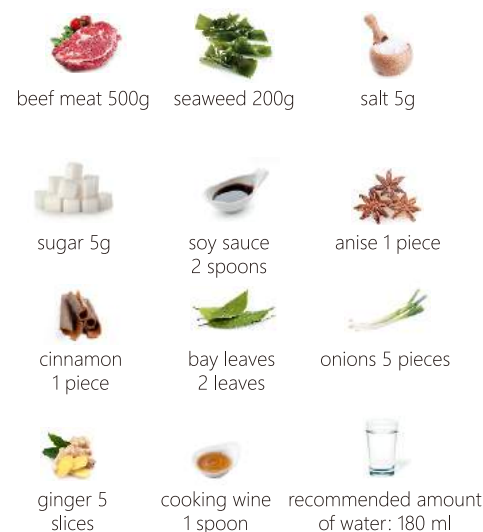 beef meat 500g
seaweed 200g
salt 5g
sugar 5g
soy sauce
2 spoons
anise 1 piece
cinnamon
1 piece
bay leaves
2 leaves
onions 5 pieces
ginger 5
slices
cooking wine
1 spoon
recommended amount
of water: 180 ml